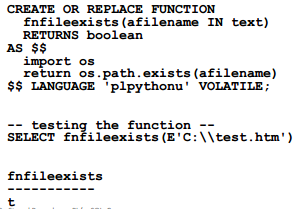 CREATE OR REPLACE FUNCTION
fnfileexists(afilename IN text)
RETURNS boolean
AS $$
import os
return os.path.exists(afilename)
$$ LANGUAGE 'plpythonu' VOLATILE;
-- testing the function --
SELECT fnfileexists(E'C:\\test.htm')
fnfileexists
-----------
t